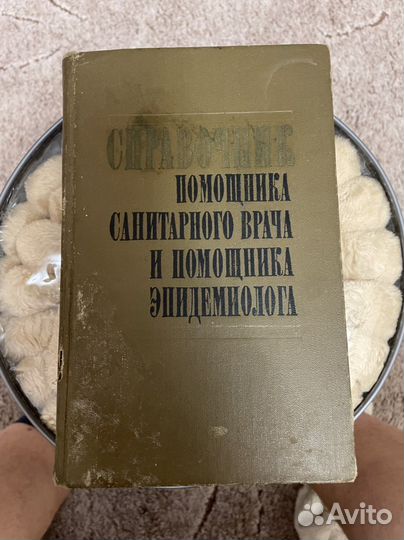 СПРАВОЧНИК
ПОМОЩНИКА
САНИТАРНОГО ВРАЧА
И ПОМОЩНИКА
ЭПИДЕМИОЛОГА
Avito